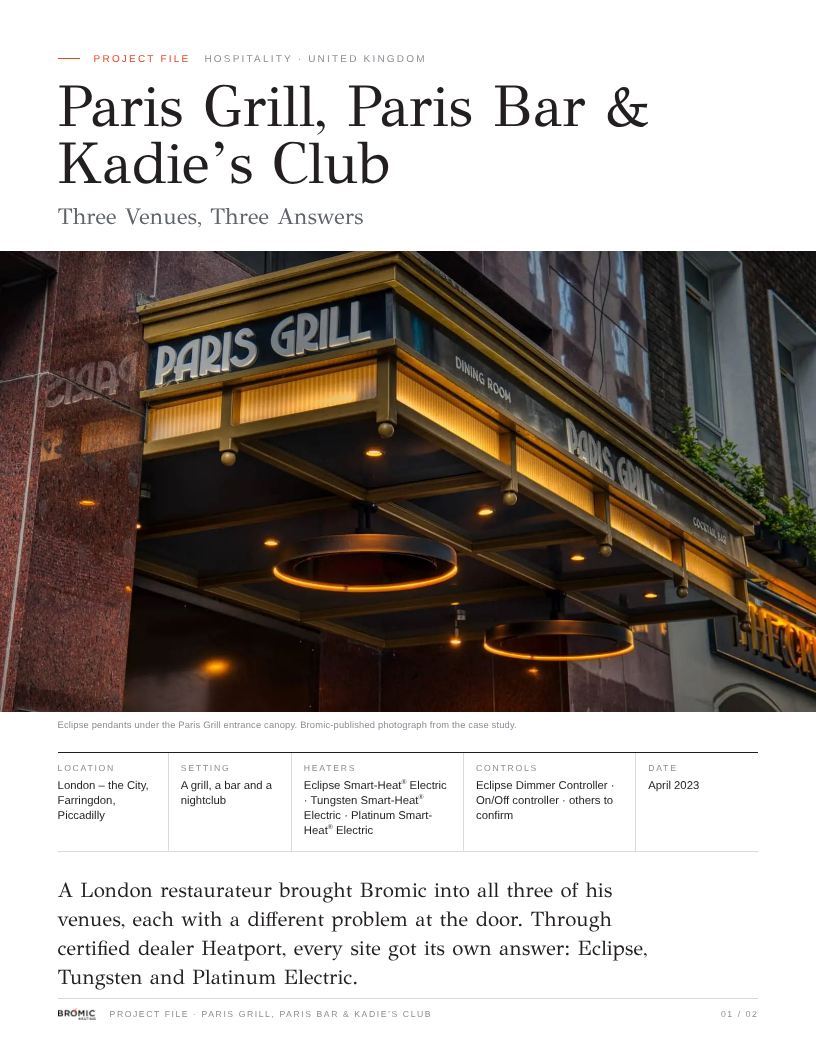 PROJECT FILE HOSPITALITY · UNITED KINGDOM
Paris Grill, Paris Bar &
Kadie’s Club
Three Venues, Three Answers
PARIS GRILL
DINING ROOM
PARIS GRILL
COCKTAIL BAR
PARIS
Eclipse pendants under the Paris Grill entrance canopy. Bromic-published photograph from the case study.
LOCATION
London – the City,
Farringdon,
Piccadilly
SETTING
A grill, a bar and a
nightclub
HEATERS
Eclipse Smart-Heat® Electric
· Tungsten Smart-Heat®
Electric · Platinum Smart-
Heat® Electric
CONTROLS
Eclipse Dimmer Controller ·
On/Off controller · others to
confirm
DATE
April 2023
A London restaurateur brought Bromic into all three of his
venues, each with a different problem at the door. Through
certified dealer Heatport, every site got its own answer: Eclipse,
Tungsten and Platinum Electric.
BROMIC HEATING PROJECT FILE · PARIS GRILL, PARIS BAR & KADIE’S CLUB 01 / 02